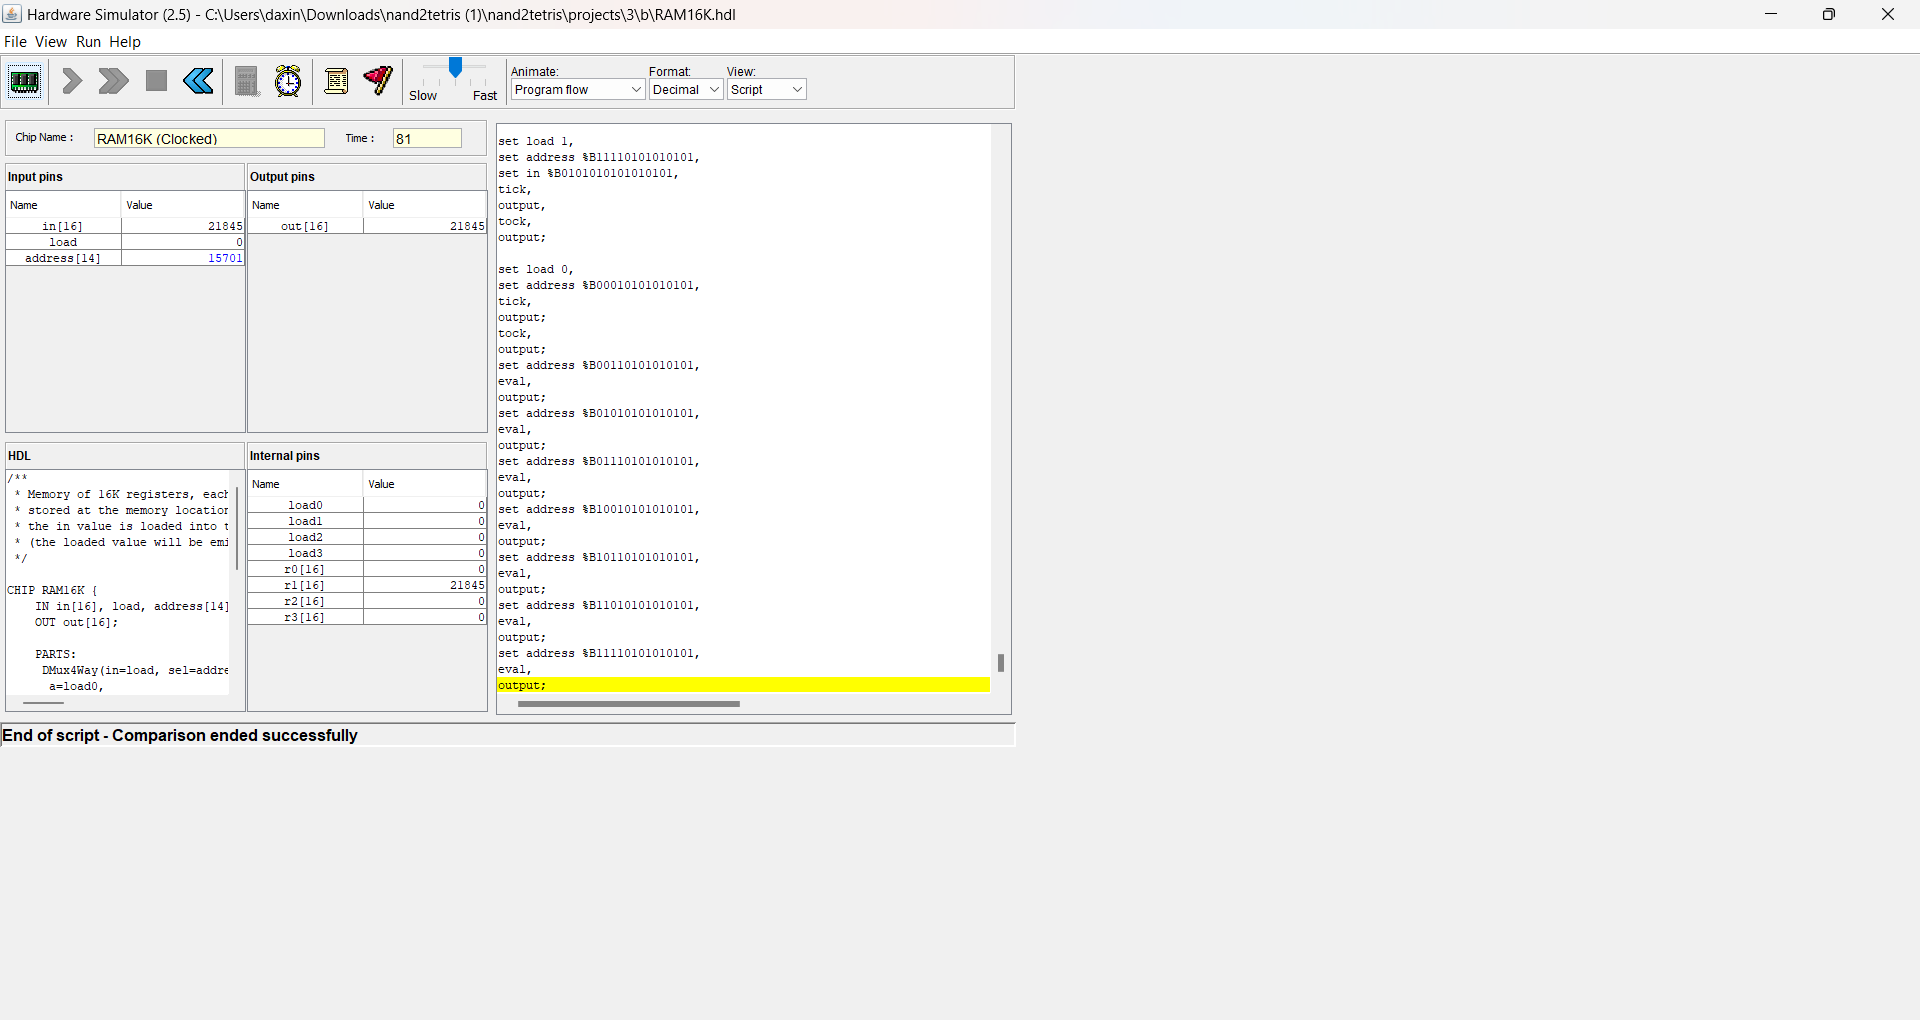 Hardware Simulator (2.5) - C:\Users\daxin\Downloads\nand2tetris (1)\nand2tetris\projects\3\b\RAM16K.hdl
File View Run Help
Slow Fast
Animate:
Program flow
Format:
Decimal
View:
Script
Chip Name :
RAM16K (Clocked)
Time :
81
Input pins
Name Value
in[16] 21845
load 0
address[14] 15701
Output pins
Name Value
out[16] 21845
HDL
/**
* Memory of 16K registers, each
* stored at the memory location
* the in value is loaded into t
* (the loaded value will be emi
*/
CHIP RAM16K {
IN in[16], load, address[14]
OUT out[16];
PARTS:
DMux4Way(in=load, sel=addre
a=load0,
Internal pins
Name Value
load0 0
load1 0
load2 0
load3 0
r0[16] 0
r1[16] 21845
r2[16] 0
r3[16] 0
set load 1,
set address %B11110101010101,
set in %B0101010101010101,
tick,
output,
tock,
output;
set load 0,
set address %B00010101010101,
tick,
output;
tock,
output;
set address %B00110101010101,
eval,
output;
set address %B01010101010101,
eval,
output;
set address %B01110101010101,
eval,
output;
set address %B10010101010101,
eval,
output;
set address %B10110101010101,
eval,
output;
set address %B11010101010101,
eval,
output;
set address %B11110101010101,
eval,
output;
End of script - Comparison ended successfully